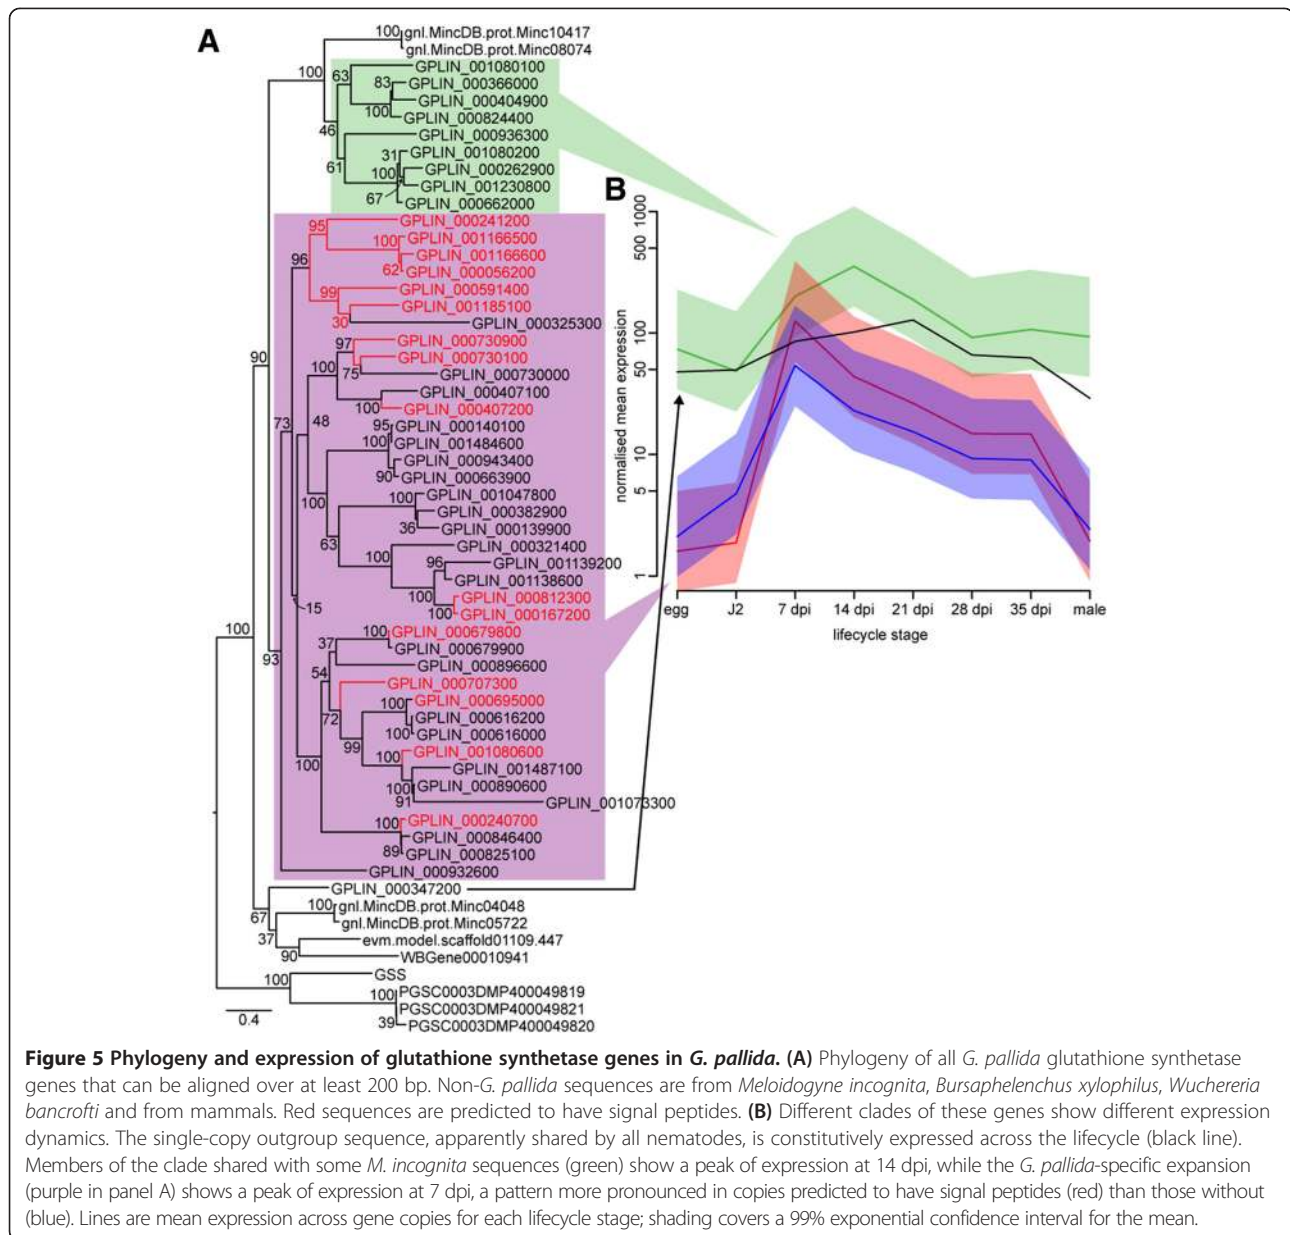 A
100
gnl.MincDB.prot.Minc10417
gnl.MincDB.prot.Minc08074
100
63
GPLIN_001080100
83
GPLIN_000366000
GPLIN_000404900
100
GPLIN_000824400
46
GPLIN_000936300
31
GPLIN_001080200
61
100
GPLIN_000262900
GPLIN_001230800
67
GPLIN_000662000
95
GPLIN_000241200
100
GPLIN_001166500
GPLIN_001166600
96
62
GPLIN_000056200
99
GPLIN_000591400
GPLIN_001185100
30
GPLIN_000325300
97
GPLIN_000730900
90
GPLIN_000730100
100
75
GPLIN_000730000
GPLIN_000407100
100
GPLIN_000407200
73
48
95
GPLIN_000140100
100
GPLIN_001484600
GPLIN_000943400
90
GPLIN_000663900
100
100
GPLIN_001047800
GPLIN_000382900
36
GPLIN_000139900
63
GPLIN_000321400
100
96
GPLIN_001139200
GPLIN_001138600
100
GPLIN_000812300
15
100
GPLIN_000167200
100
100
GPLIN_000679800
37
GPLIN_000679900
93
GPLIN_000896600
54
GPLIN_000707300
100
GPLIN_000695000
72
GPLIN_000616200
100
GPLIN_000616000
99
100
GPLIN_001080600
100
GPLIN_001487100
100
GPLIN_000890600
91
GPLIN_001073300
100
GPLIN_000240700
GPLIN_000846400
89
GPLIN_000825100
GPLIN_000932600
GPLIN_000347200
67
100
gnl.MincDB.prot.Minc04048
gnl.MincDB.prot.Minc05722
37
evm.model.scaffold01109.447
90
WBGene00010941
100
GSS
100
PGSC0003DMP400049819
PGSC0003DMP400049821
39
PGSC0003DMP400049820
0.4
B
normalised mean expression
1000
500
100
50
10
5
1
egg J2 7 dpi 14 dpi 21 dpi 28 dpi 35 dpi male
lifecycle stage
Figure 5 Phylogeny and expression of glutathione synthetase genes in G. pallida. (A) Phylogeny of all G. pallida glutathione synthetase
genes that can be aligned over at least 200 bp. Non-G. pallida sequences are from Meloidogyne incognita, Bursaphelenchus xylophilus, Wuchereria
bancrofti and from mammals. Red sequences are predicted to have signal peptides. (B) Different clades of these genes show different expression
dynamics. The single-copy outgroup sequence, apparently shared by all nematodes, is constitutively expressed across the lifecycle (black line).
Members of the clade shared with some M. incognita sequences (green) show a peak of expression at 14 dpi, while the G. pallida-specific expansion
(purple in panel A) shows a peak of expression at 7 dpi, a pattern more pronounced in copies predicted to have signal peptides (red) than those without
(blue). Lines are mean expression across gene copies for each lifecycle stage; shading covers a 99% exponential confidence interval for the mean.